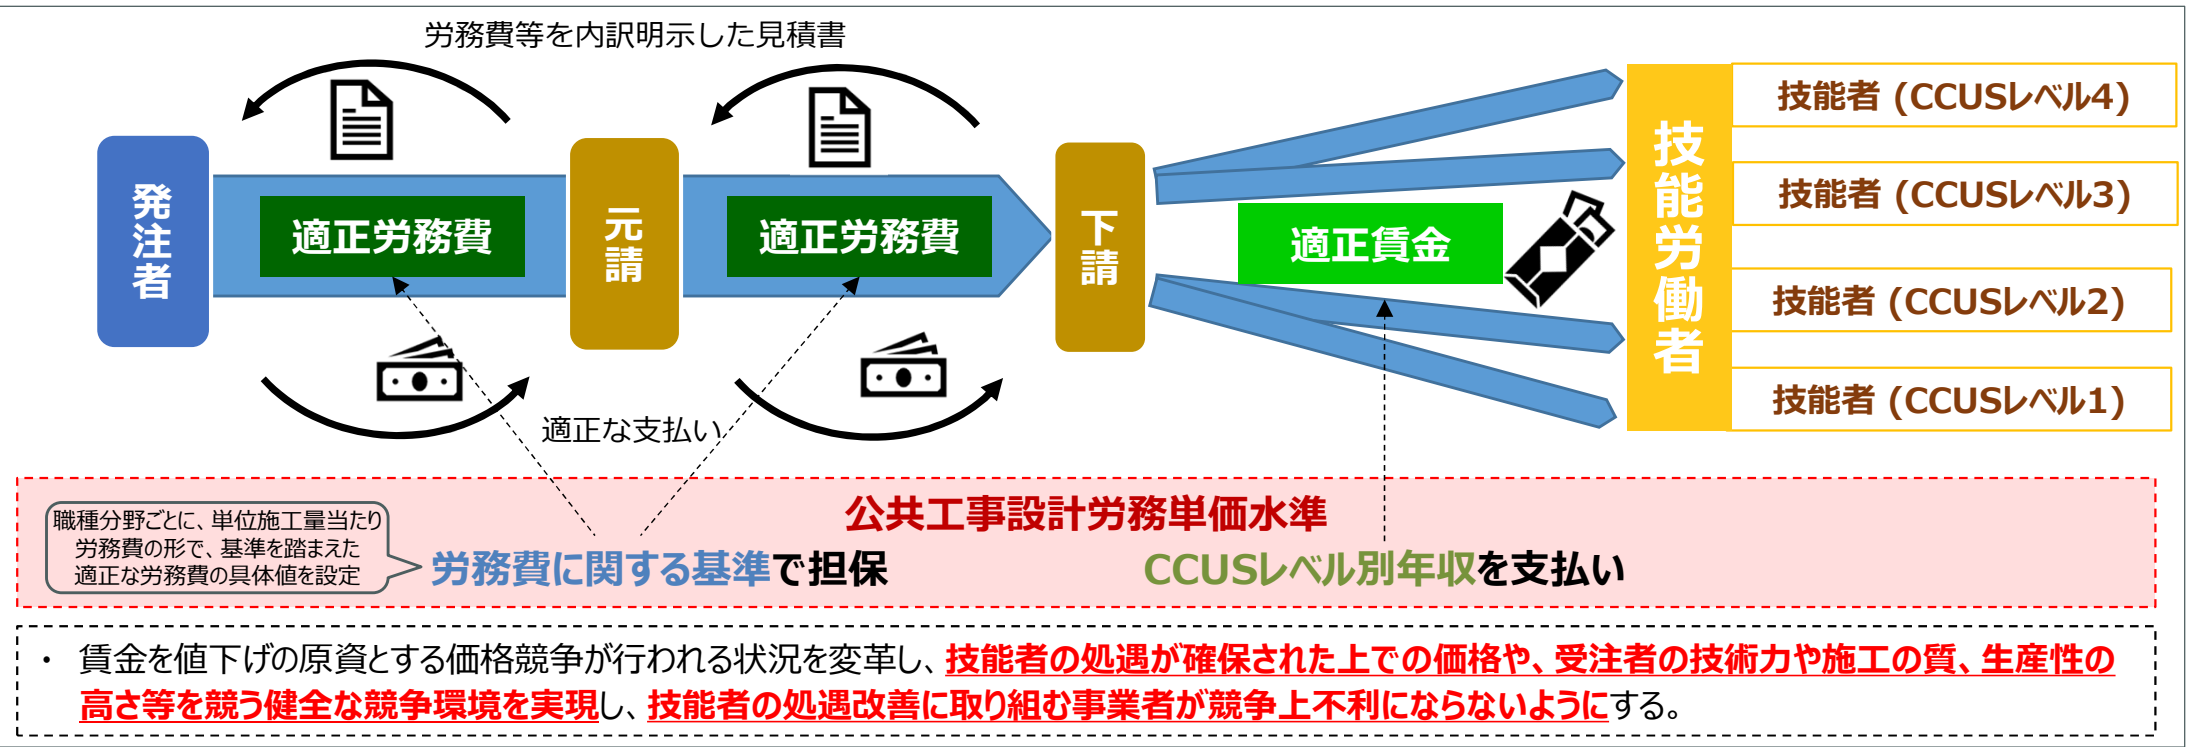 労務費等を内訳明示した見積書
発注者
適正労務費
元請
適正労務費
下請
適正賃金
技能労働者
技能者 (CCUSレベル4)
技能者 (CCUSレベル3)
技能者 (CCUSレベル2)
技能者 (CCUSレベル1)
適正な支払い
公共工事設計労務単価水準
職種分野ごとに、単位施工量当たり
労務費の形で、基準を踏まえた
適正な労務費の具体値を設定
労務費に関する基準で担保
CCUSレベル別年収を支払い
・ 賃金を値下げの原資とする価格競争が行われる状況を変革し、技能者の処遇が確保された上での価格や、受注者の技術力や施工の質、生産性の
高さ等を競う健全な競争環境を実現し、技能者の処遇改善に取り組む事業者が競争上不利にならないようにする。